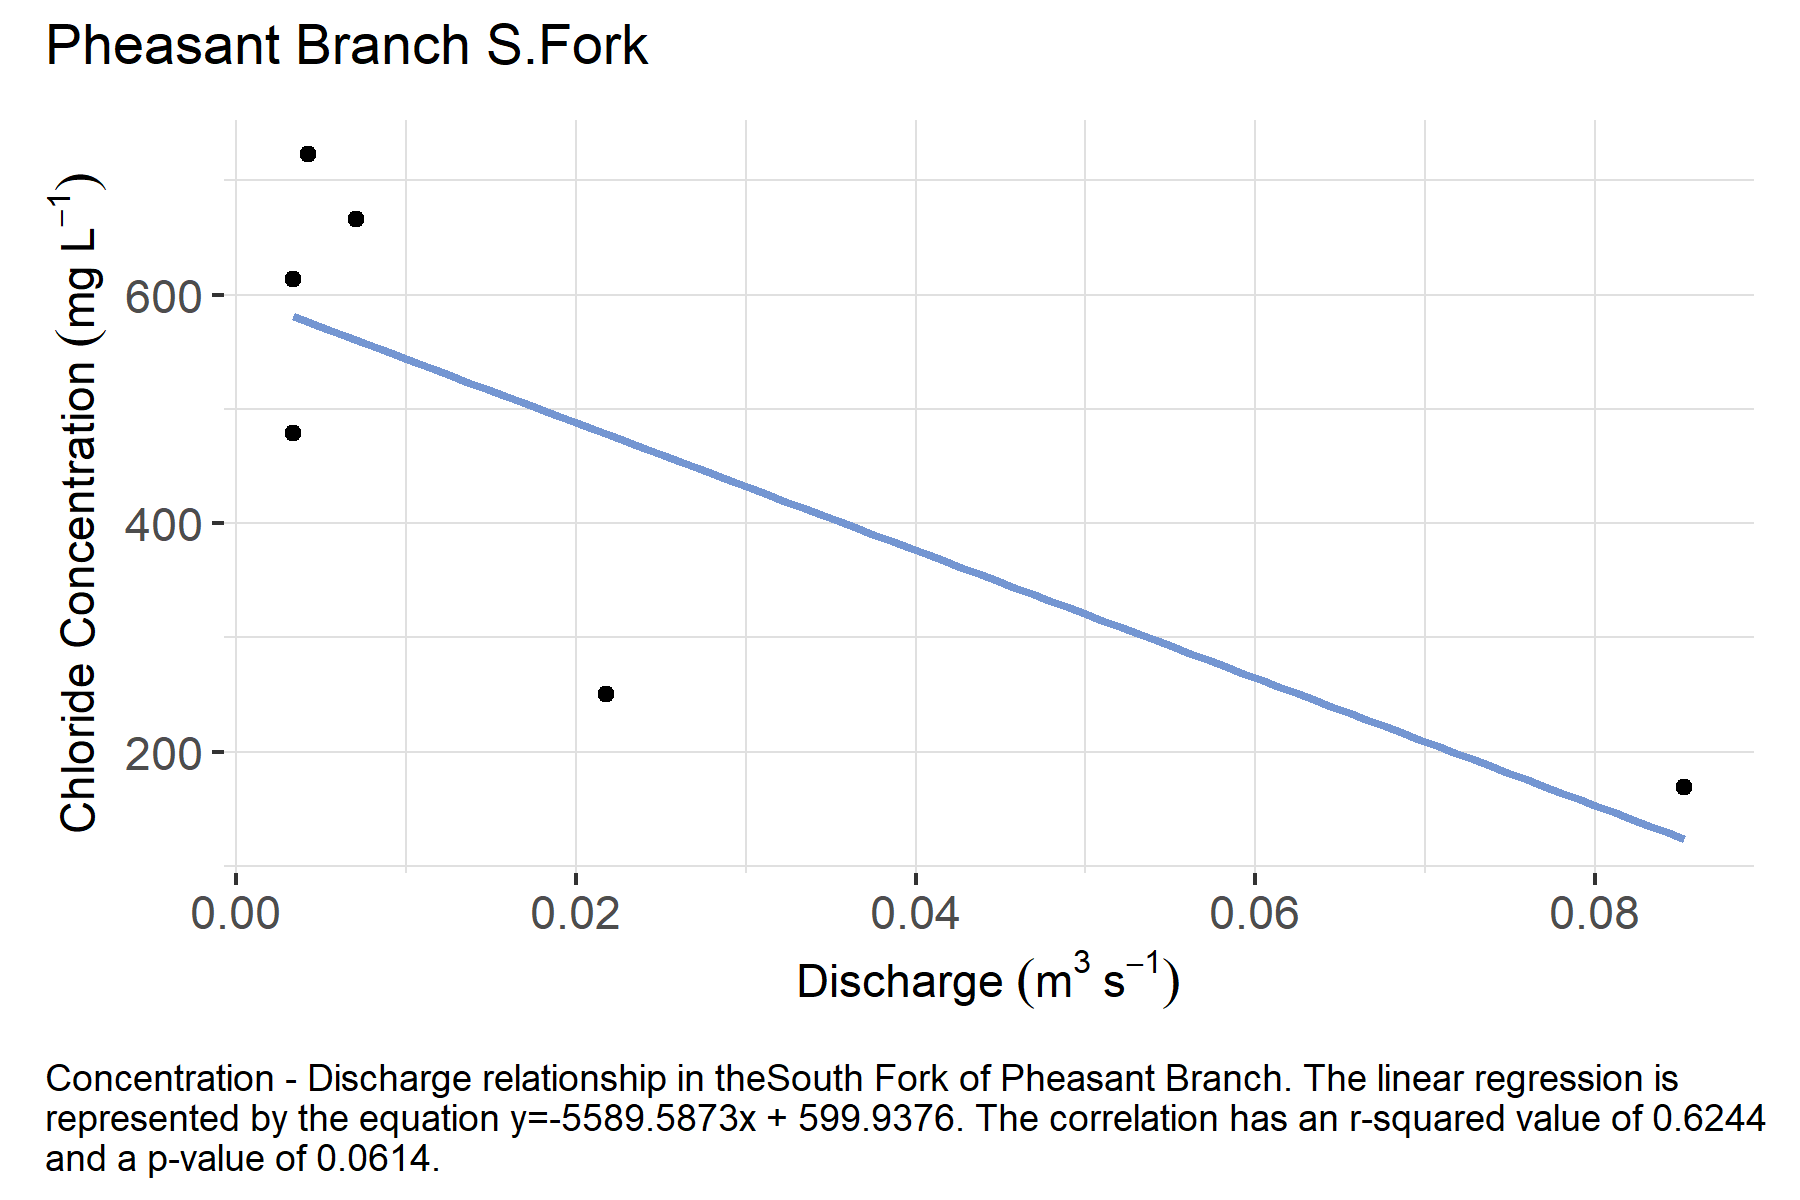 Pheasant Branch S.Fork
Chloride Concentration (mg L⁻¹)
600
400
200
0.00 0.02 0.04 0.06 0.08
Discharge (m³ s⁻¹)
Concentration - Discharge relationship in theSouth Fork of Pheasant Branch. The linear regression is
represented by the equation y=-5589.5873x + 599.9376. The correlation has an r-squared value of 0.6244
and a p-value of 0.0614.